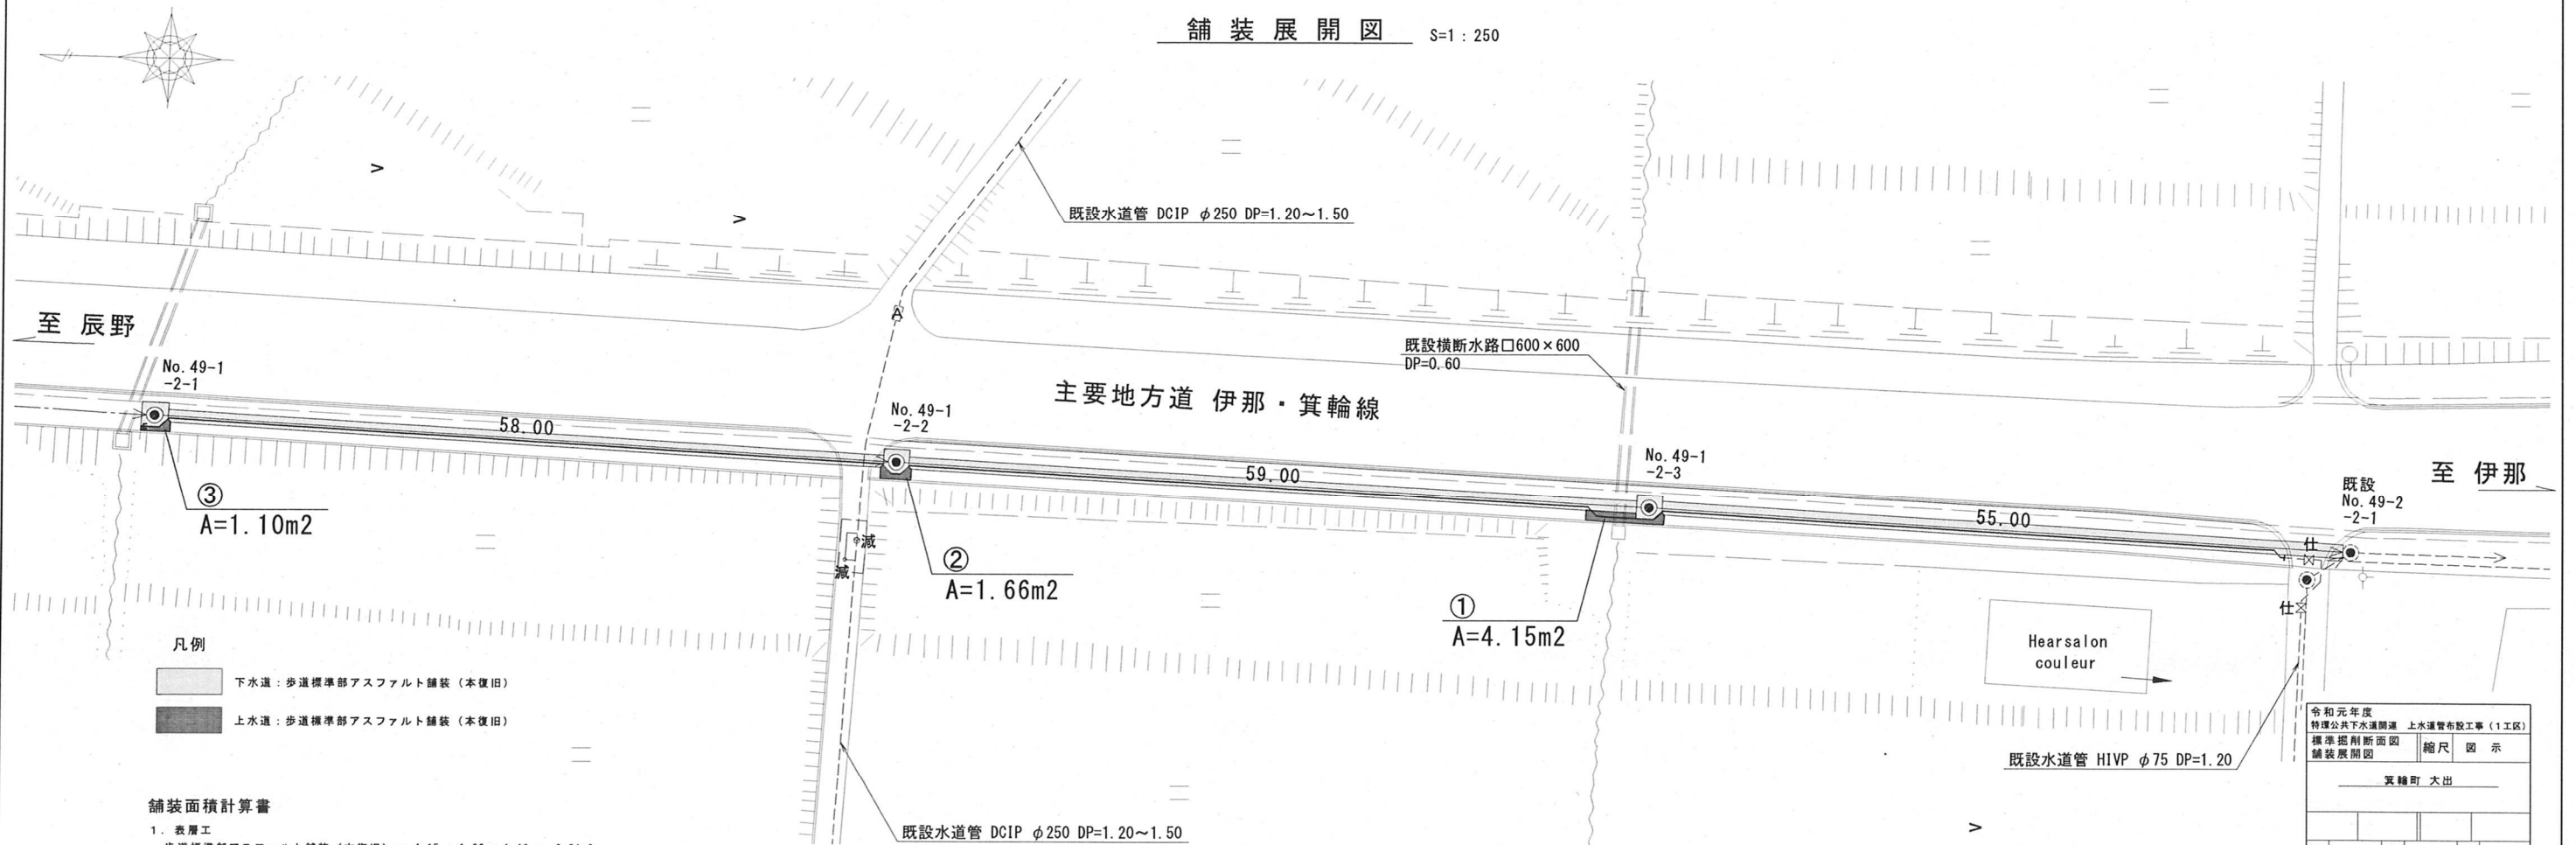 舗装展開図 S=1:250
既設水道管 DCIP φ250 DP=1.20~1.50
至 辰野
No.49-1
-2-1
58.00
No.49-1
-2-2
主要地方道 伊那・箕輪線
既設横断水路口600×600
DP=0.60
59.00
No.49-1
-2-3
55.00
至 伊那
既設
No.49-2
-2-1
A
V
V
③
A=1.10m2
②
A=1.66m2
①
A=4.15m2
減
減
仕
仕
Hearsalon
couleur
凡例
下水道:歩道標準部アスファルト舗装(本復旧)
上水道:歩道標準部アスファルト舗装(本復旧)
既設水道管 HIVP φ75 DP=1.20
既設水道管 DCIP φ250 DP=1.20~1.50
V
舗装面積計算書
1. 表層工
令和元年度
特環公共下水道関連 上水道管布設工事(1工区)
標準掘削断面図
舗装展開図
縮尺 図示
箕輪町 大出